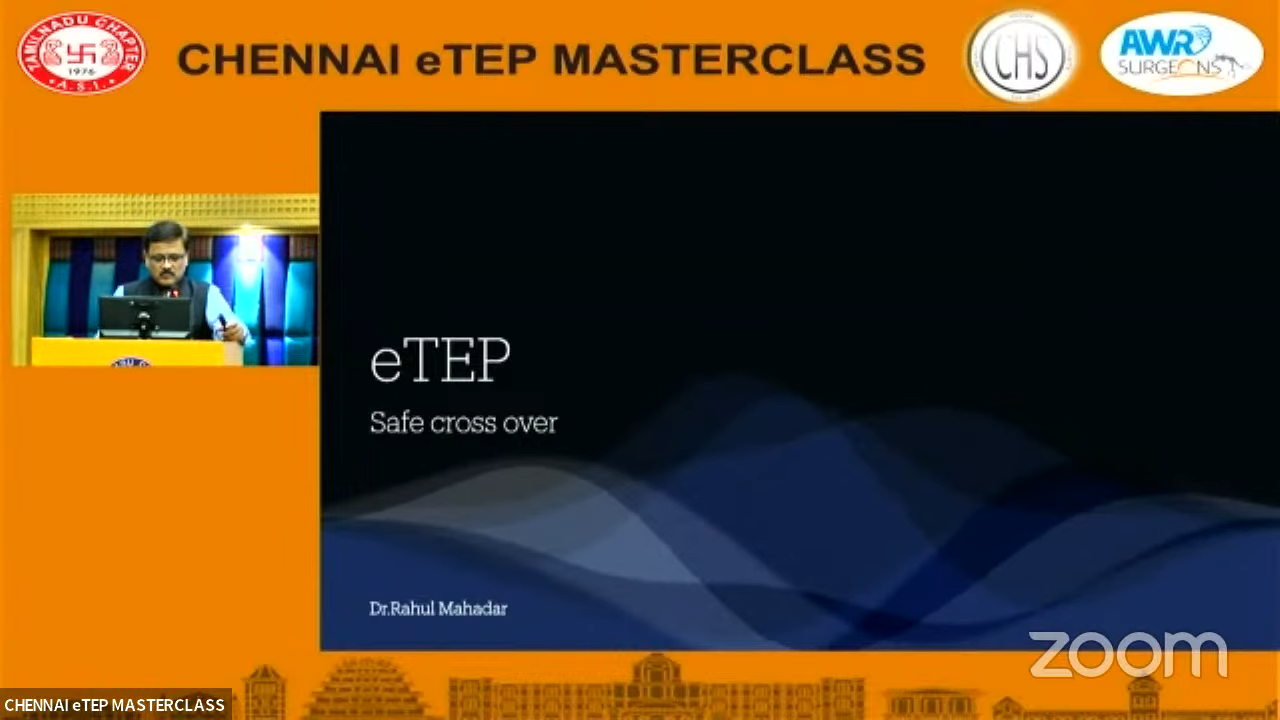 TAMILNADU CHAPTER
1976
A.S.I.
CHENNAI eTEP MASTERCLASS
CHS
AWR
SURGEONS
eTEP
Safe cross over
Dr.Rahul Mahadar
zoom
CHENNAI eTEP MASTERCLASS